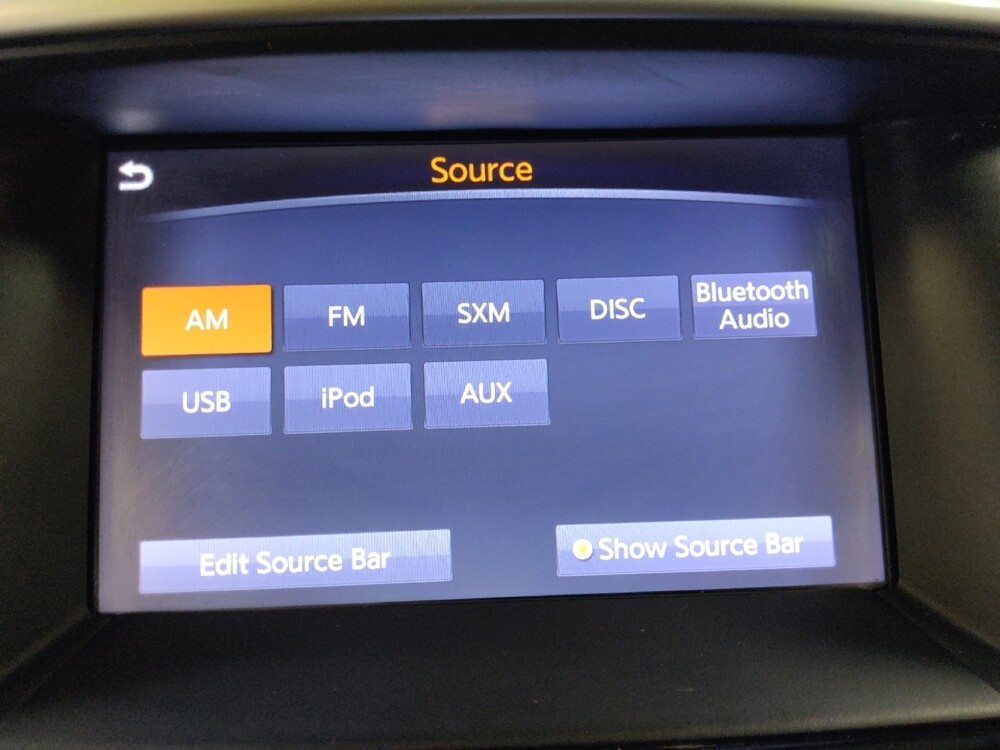 Source
AM
FM
SXM
DISC
Bluetooth
Audio
USB
iPod
AUX
Edit Source Bar
Show Source Bar